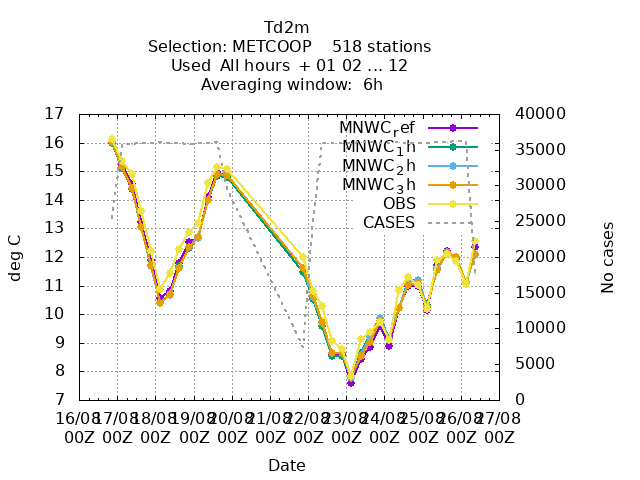 Td2m
Selection: METCOOP    518 stations
Used  All hours  + 01 02 ... 12
Averaging window:  6h
17
16
15
14
13
12
11
10
9
8
7
40000
35000
30000
25000
20000
15000
10000
5000
0
deg C
No cases
MNWC_ref
MNWC_1h
MNWC_2h
MNWC_3h
OBS
CASES
16/08 17/08 18/08 19/08 20/08 21/08 22/08 23/08 24/08 25/08 26/08 27/08
00Z 00Z 00Z 00Z 00Z 00Z 00Z 00Z 00Z 00Z 00Z 00Z
Date